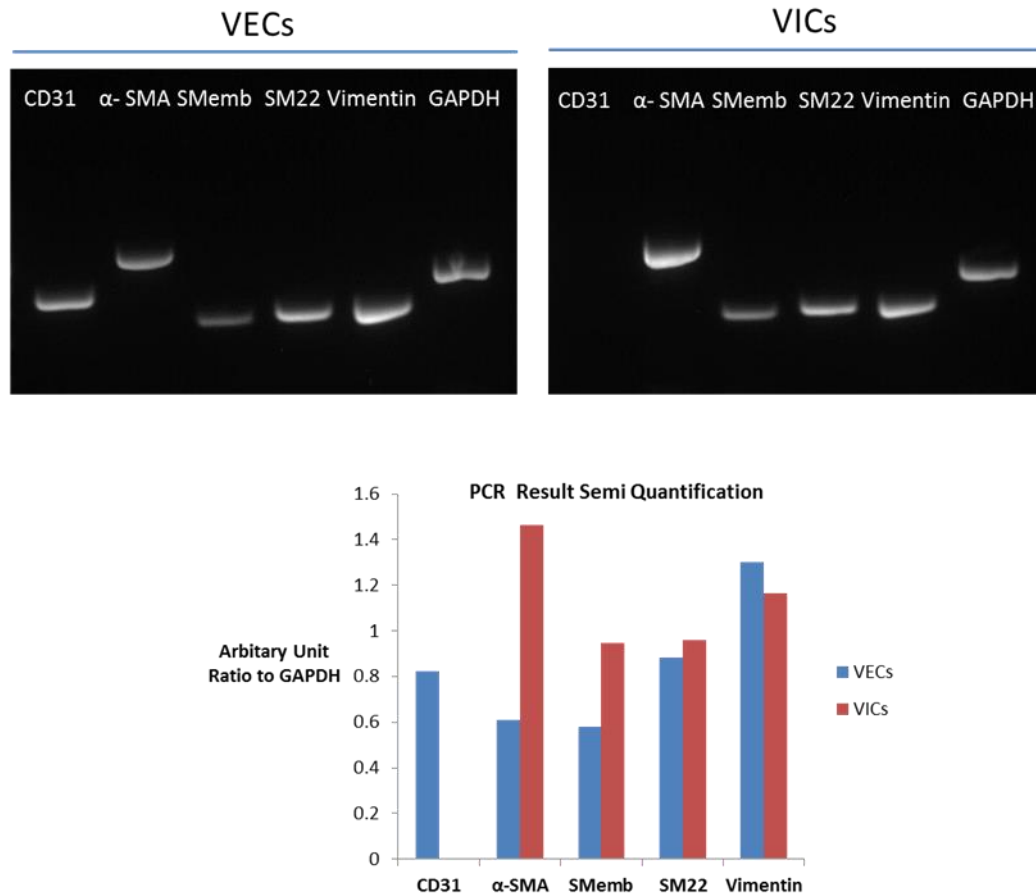 VECs
VICs
CD31 α- SMA SMemb SM22 Vimentin GAPDH
CD31 α- SMA SMemb SM22 Vimentin GAPDH
PCR Result Semi Quantification
1.6
1.4
1.2
1
0.8
0.6
0.4
0.2
0
Arbitary Unit
Ratio to GAPDH
VECs
VICs
CD31 α-SMA SMemb SM22 Vimentin